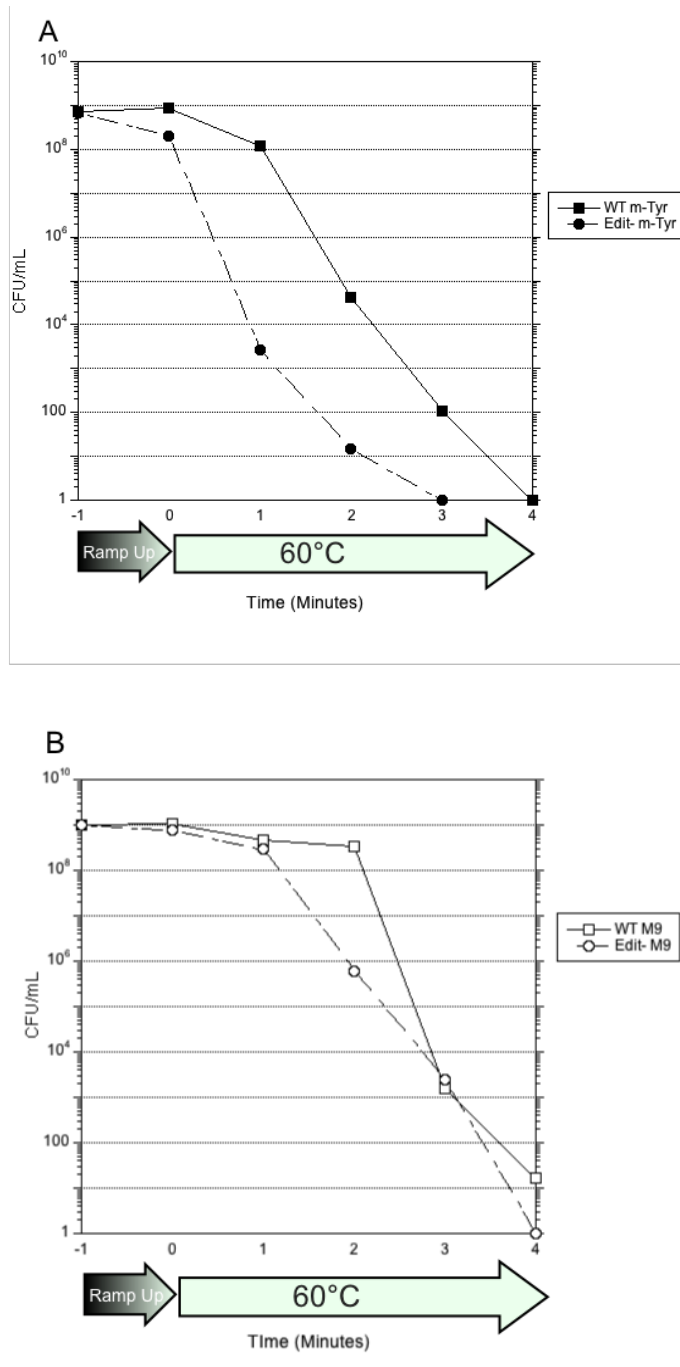 A
10^10
10^8
10^6
10^4
100
1
CFU/mL
-1 0 1 2 3 4
WT m-Tyr
Edit- m-Tyr
Ramp Up
60°C
Time (Minutes)
B
10^10
10^8
10^6
10^4
100
1
CFU/mL
-1 0 1 2 3 4
WT M9
Edit- M9
Ramp Up
60°C
TIme (Minutes)